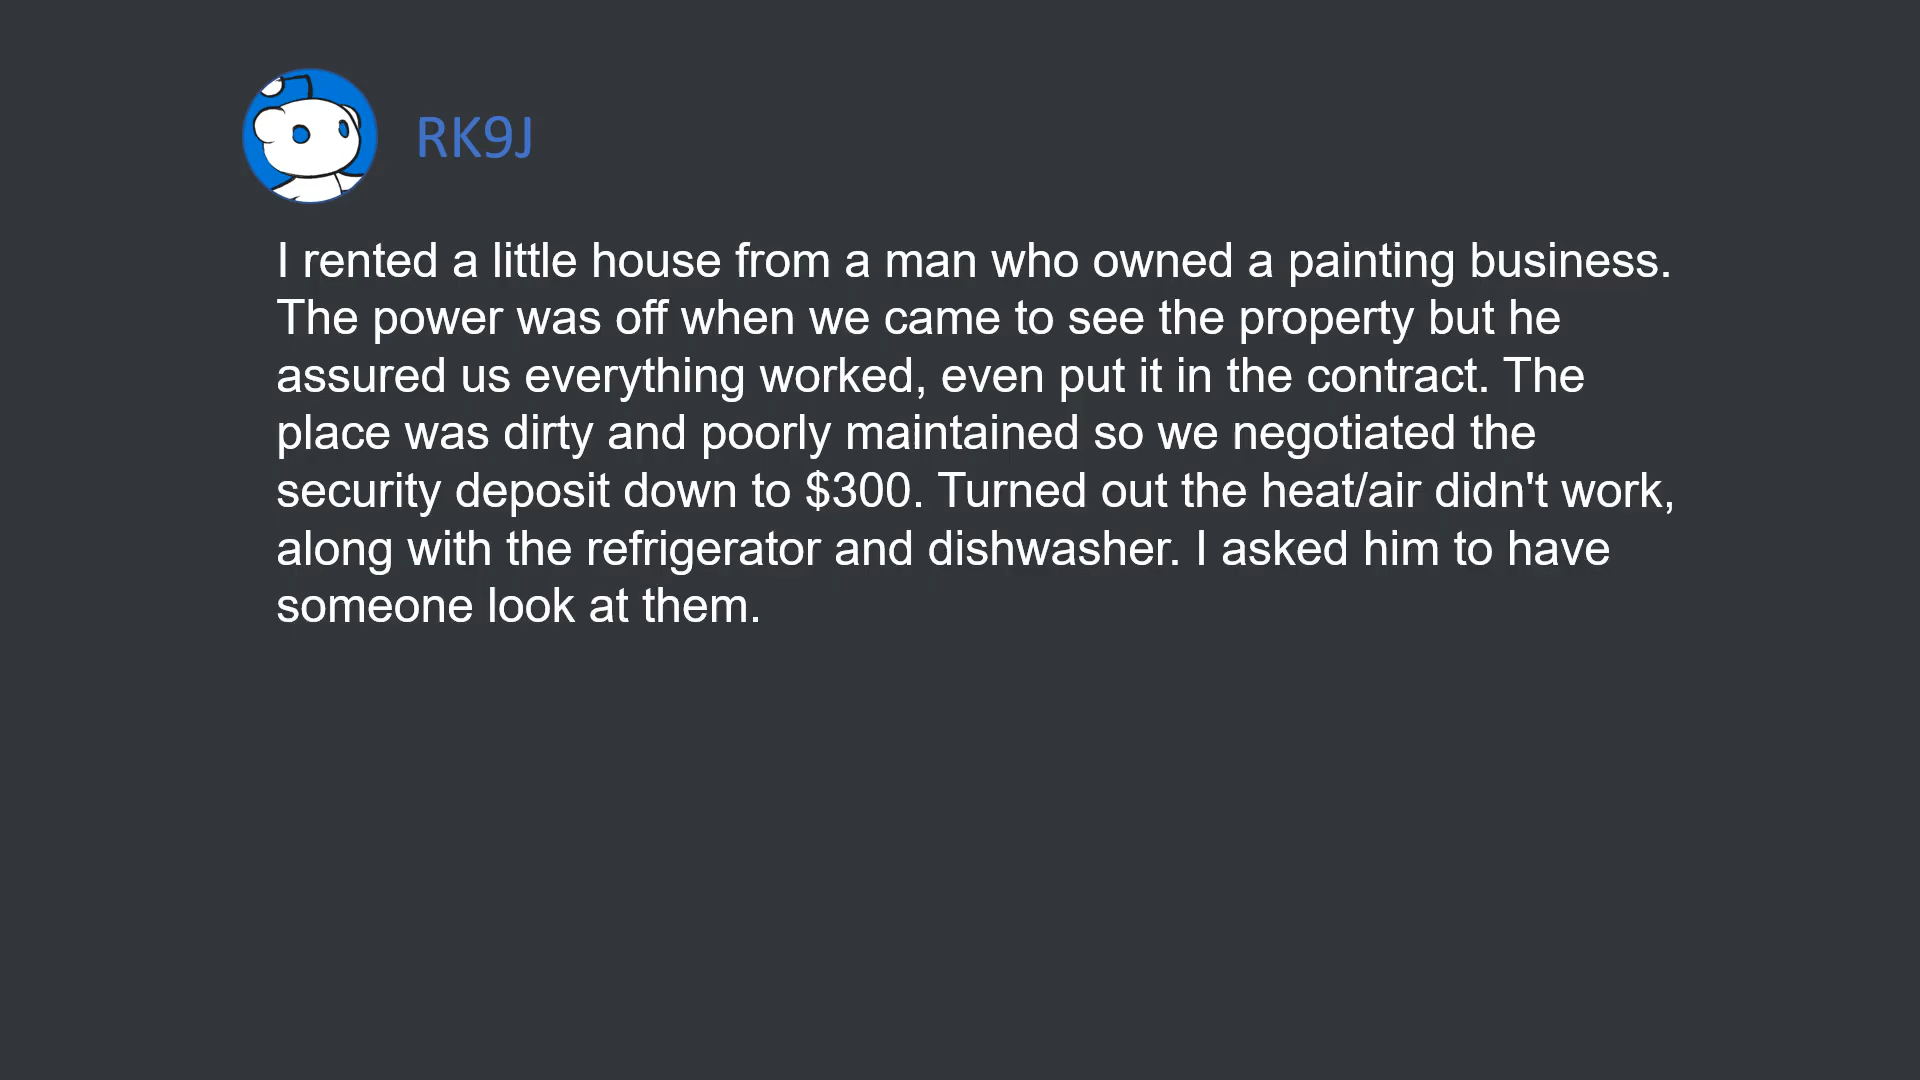 RK9J
I rented a little house from a man who owned a painting business.
The power was off when we came to see the property but he
assured us everything worked, even put it in the contract. The
place was dirty and poorly maintained so we negotiated the
security deposit down to $300. Turned out the heat/air didn't work,
along with the refrigerator and dishwasher. I asked him to have
someone look at them.